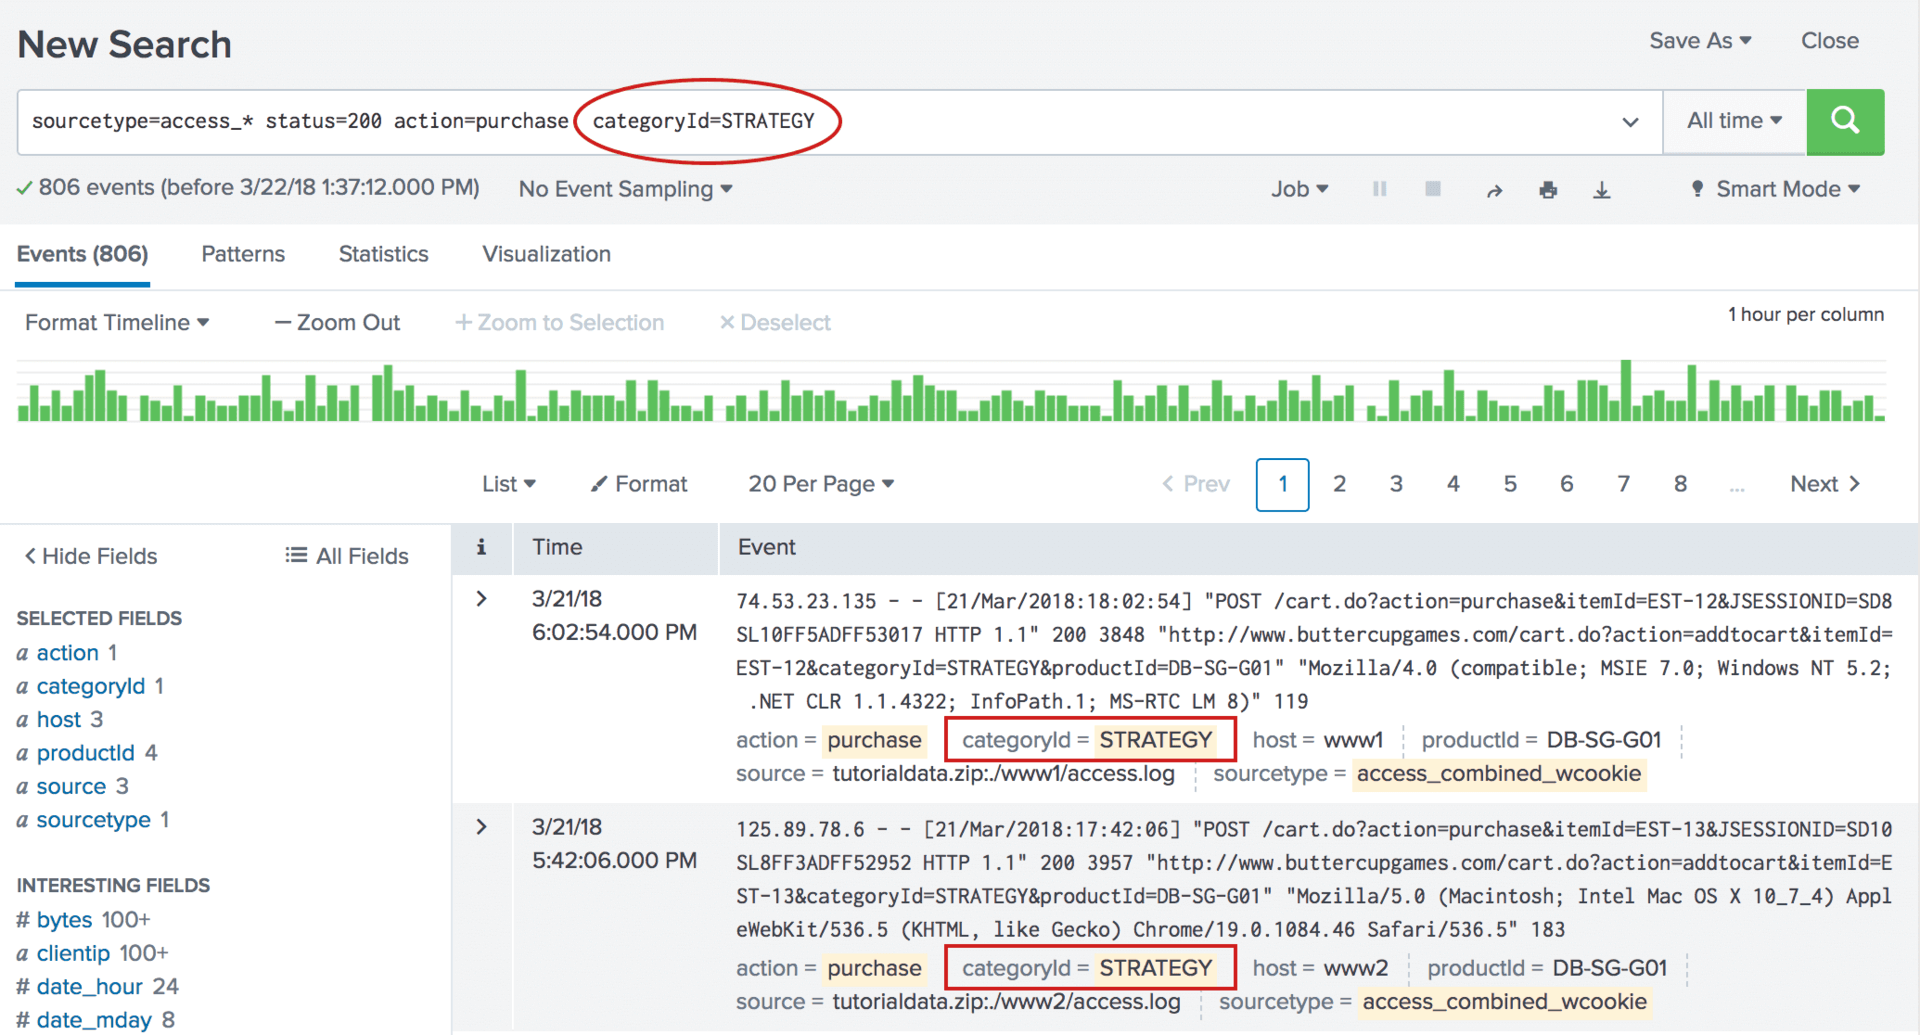 New Search
Save As
Close
sourcetype=access_* status=200 action=purchase categoryId=STRATEGY
All time
806 events (before 3/22/18 1:37:12.000 PM)
No Event Sampling
Job
Smart Mode
Events (806)
Patterns
Statistics
Visualization
Format Timeline
— Zoom Out
+ Zoom to Selection
× Deselect
1 hour per column
List
Format
20 Per Page
< Prev
1
2
3
4
5
6
7
8
...
Next >
< Hide Fields
All Fields
i
Time
Event
SELECTED FIELDS
a action 1
a categoryId 1
a host 3
a productId 4
a source 3
a sourcetype 1
INTERESTING FIELDS
# bytes 100+
a clientip 100+
# date_hour 24
# date_mday 8
>
3/21/18
6:02:54.000 PM
74.53.23.135 - - [21/Mar/2018:18:02:54] "POST /cart.do?action=purchase&itemId=EST-12&JSESSIONID=SD8
SL10FF5ADFF53017 HTTP 1.1" 200 3848 "http://www.buttercupgames.com/cart.do?action=addtocart&itemId=
EST-12&categoryId=STRATEGY&productId=DB-SG-G01" "Mozilla/4.0 (compatible; MSIE 7.0; Windows NT 5.2;
.NET CLR 1.1.4322; InfoPath.1; MS-RTC LM 8)" 119
action = purchase categoryId = STRATEGY host = www1 productId = DB-SG-G01
source = tutorialdata.zip:./www1/access.log sourcetype = access_combined_wcookie
>
3/21/18
5:42:06.000 PM
125.89.78.6 - - [21/Mar/2018:17:42:06] "POST /cart.do?action=purchase&itemId=EST-13&JSESSIONID=SD10
SL8FF3ADFF52952 HTTP 1.1" 200 3957 "http://www.buttercupgames.com/cart.do?action=addtocart&itemId=E
ST-13&categoryId=STRATEGY&productId=DB-SG-G01" "Mozilla/5.0 (Macintosh; Intel Mac OS X 10_7_4) Appl
eWebKit/536.5 (KHTML, like Gecko) Chrome/19.0.1084.46 Safari/536.5" 183
action = purchase categoryId = STRATEGY host = www2 productId = DB-SG-G01
source = tutorialdata.zip:./www2/access.log sourcetype = access_combined_wcookie